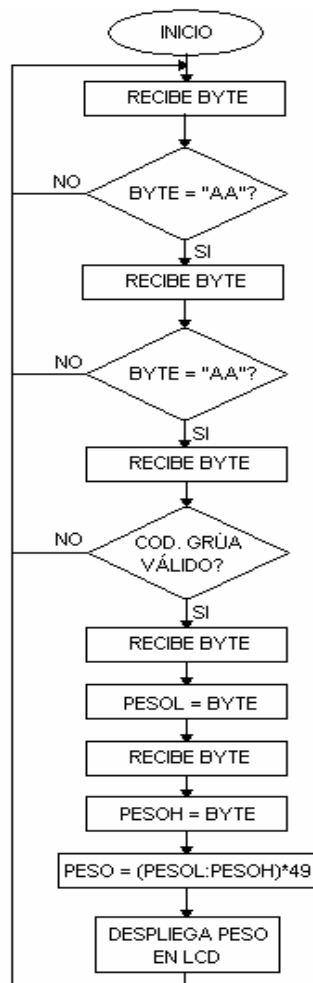 INICIO
RECIBE BYTE
NO
BYTE = "AA"?
SI
RECIBE BYTE
NO
BYTE = "AA"?
SI
RECIBE BYTE
NO
COD. GRÚA
VÁLIDO?
SI
RECIBE BYTE
PESOL = BYTE
RECIBE BYTE
PESOH = BYTE
PESO = (PESOL:PESOH)*49
DESPLIEGA PESO
EN LCD